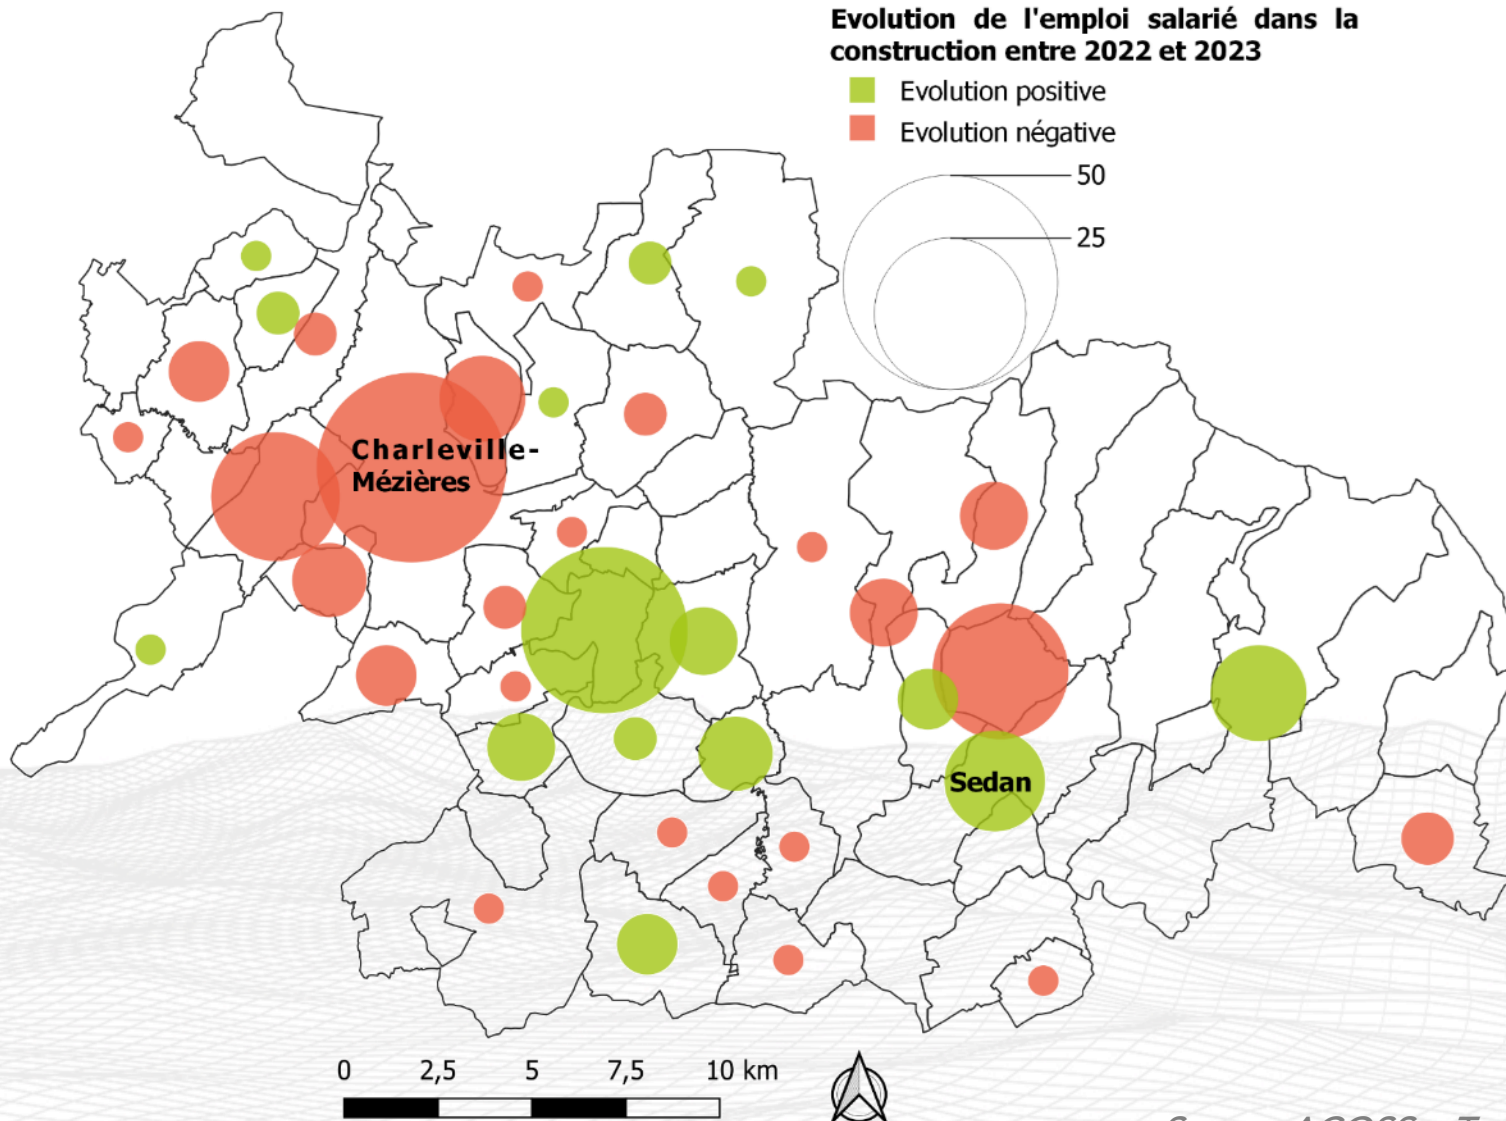 Evolution de l'emploi salarié dans la
construction entre 2022 et 2023
Evolution positive
Evolution négative
50
25
Charleville-
Mézières
Sedan
0 2,5 5 7,5 10 km